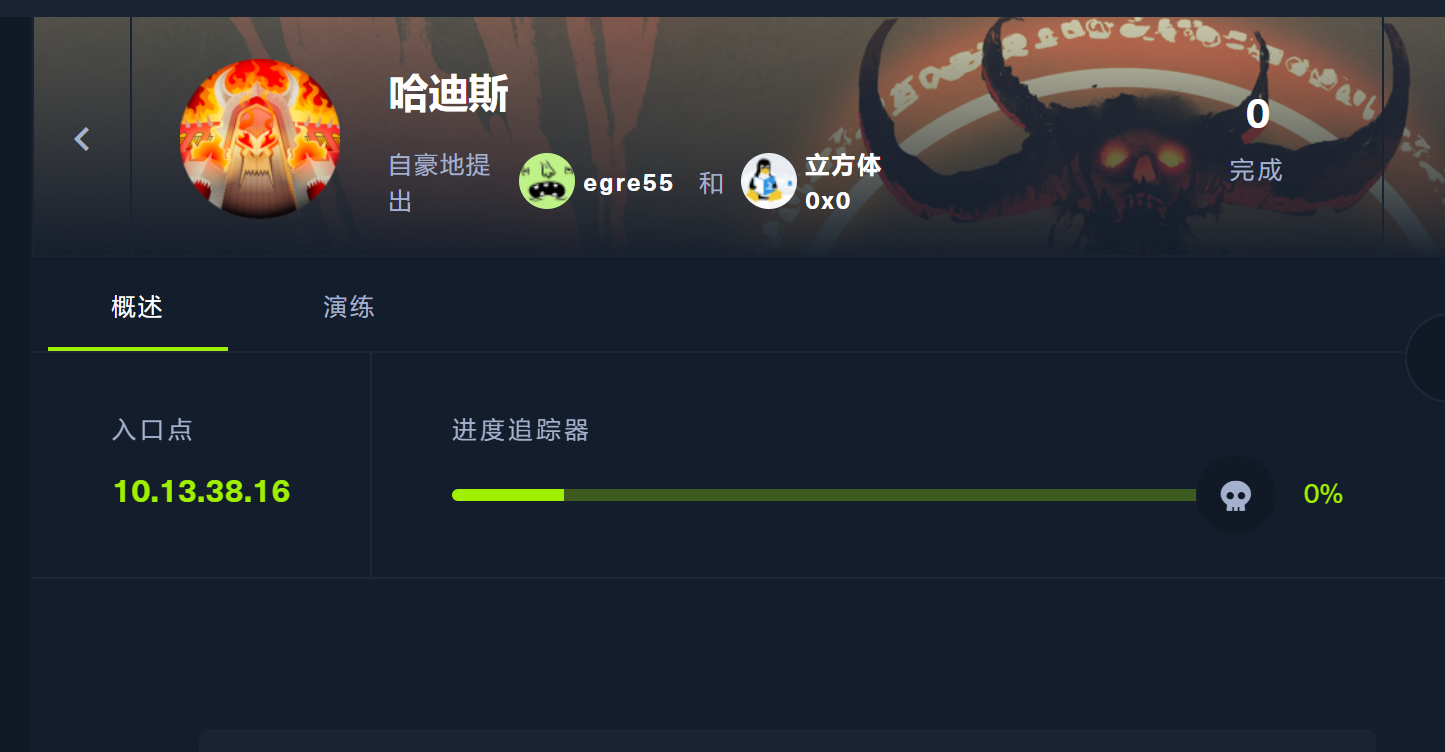 哈迪斯
0
自豪地提
出
egre55
和
立方体
0x0
完成
概述
演练
入口点
进度追踪器
10.13.38.16
0%